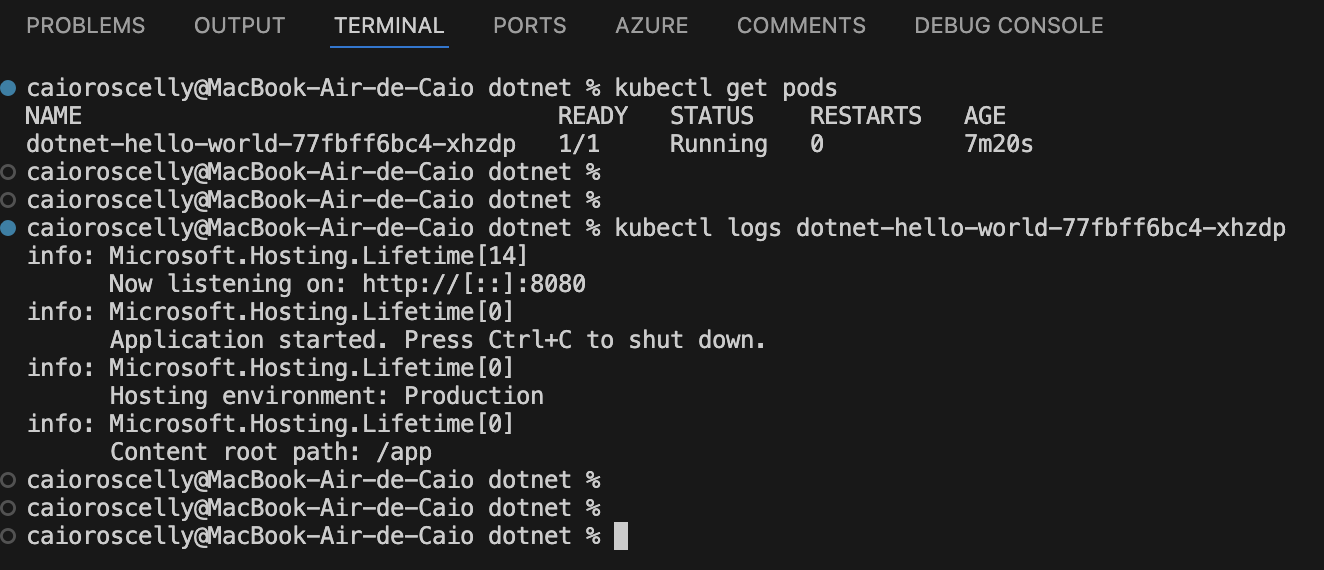 PROBLEMS OUTPUT TERMINAL PORTS AZURE COMMENTS DEBUG CONSOLE
caioroscelly@MacBook-Air-de-Caio dotnet % kubectl get pods
NAME READY STATUS RESTARTS AGE
dotnet-hello-world-77fbff6bc4-xhzdp 1/1 Running 0 7m20s
caioroscelly@MacBook-Air-de-Caio dotnet %
caioroscelly@MacBook-Air-de-Caio dotnet %
caioroscelly@MacBook-Air-de-Caio dotnet % kubectl logs dotnet-hello-world-77fbff6bc4-xhzdp
info: Microsoft.Hosting.Lifetime[14]
Now listening on: http://[::]:8080
info: Microsoft.Hosting.Lifetime[0]
Application started. Press Ctrl+C to shut down.
info: Microsoft.Hosting.Lifetime[0]
Hosting environment: Production
info: Microsoft.Hosting.Lifetime[0]
Content root path: /app
caioroscelly@MacBook-Air-de-Caio dotnet %
caioroscelly@MacBook-Air-de-Caio dotnet %
caioroscelly@MacBook-Air-de-Caio dotnet %